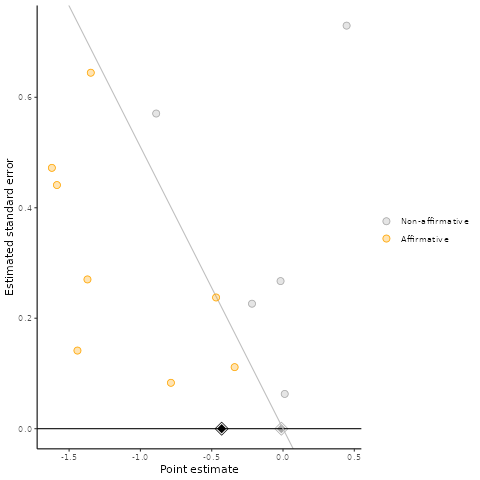 Estimated standard error
0.6
0.4
0.2
0.0
-1.5 -1.0 -0.5 0.0 0.5
Point estimate
Non-affirmative
Affirmative